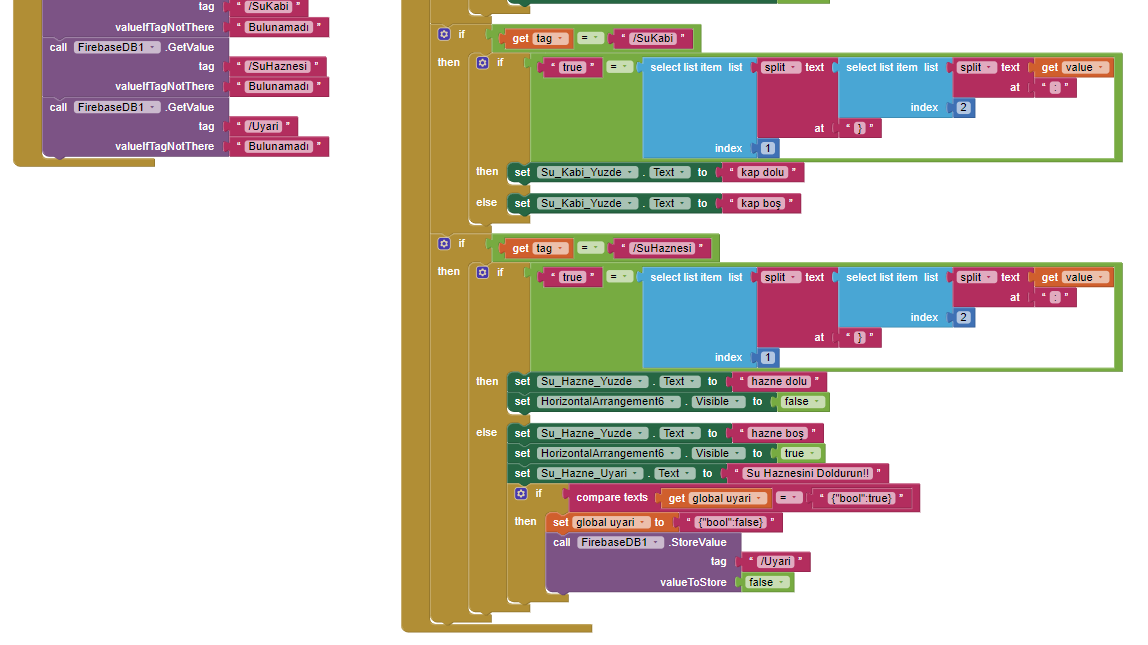 tag "/SuKabi"
valueIfTagNotThere "Bulunamadı"
call FirebaseDB1 .GetValue
tag "/SuHaznesi"
valueIfTagNotThere "Bulunamadı"
call FirebaseDB1 .GetValue
tag "/Uyari"
valueIfTagNotThere "Bulunamadı"
if get tag = "/SuKabi"
then if "true" = select list item list split text select list item list split text get value
at ":"
index 2
at "}"
index 1
then set Su_Kabi_Yuzde . Text to "kap dolu"
else set Su_Kabi_Yuzde . Text to "kap boş"
if get tag = "/SuHaznesi"
then if "true" = select list item list split text select list item list split text get value
at ":"
index 2
at "}"
index 1
then set Su_Hazne_Yuzde . Text to "hazne dolu"
set HorizontalArrangement6 . Visible to false
else set Su_Hazne_Yuzde . Text to "hazne boş"
set HorizontalArrangement6 . Visible to true
set Su_Hazne_Uyari . Text to "Su Haznesini Doldurun!!"
if compare texts get global uyari = "{"bool":true}"
then set global uyari to "{"bool":false}"
call FirebaseDB1 .StoreValue
tag "/Uyari"
valueToStore false